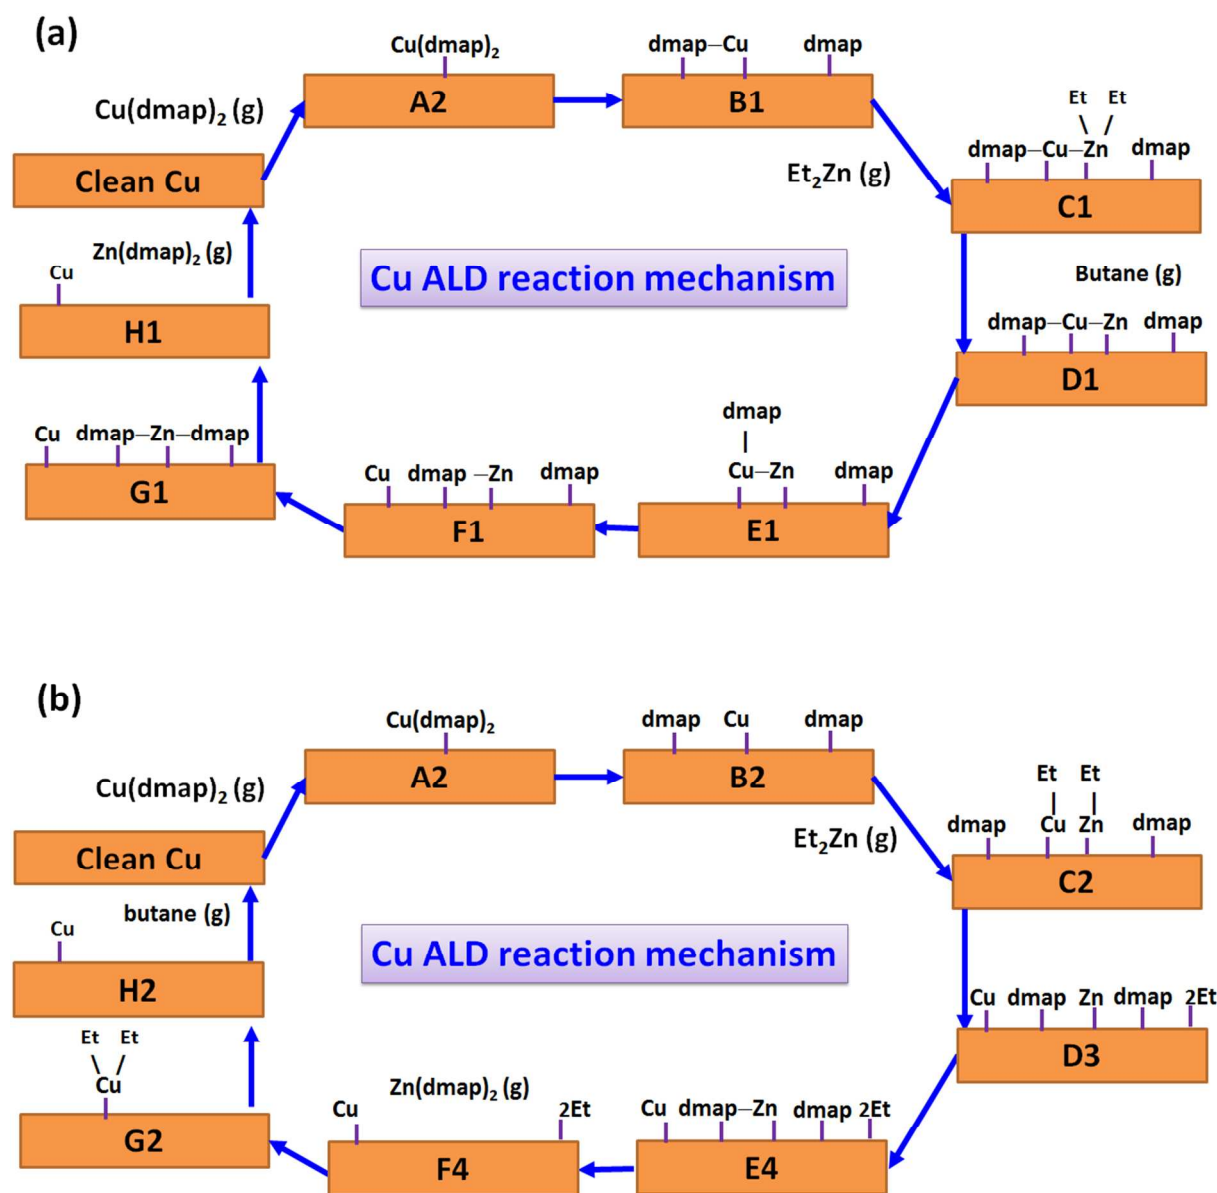 (a)
Cu(dmap)₂
dmap–Cu dmap
A2
B1
Cu(dmap)₂ (g)
Et Et
dmap–Cu–Zn dmap
Et₂Zn (g)
Clean Cu
C1
Zn(dmap)₂ (g)
Cu
Cu ALD reaction mechanism
Butane (g)
H1
dmap–Cu–Zn dmap
D1
dmap
Cu dmap–Zn–dmap
Cu dmap –Zn dmap
Cu–Zn dmap
G1
F1
E1
(b)
Cu(dmap)₂
dmap Cu dmap
A2
B2
Cu(dmap)₂ (g)
Et Et
dmap Cu Zn dmap
Et₂Zn (g)
Clean Cu
C2
butane (g)
Cu
Cu ALD reaction mechanism
H2
Cu dmap Zn dmap 2Et
D3
Et Et
Cu
Zn(dmap)₂ (g)
Cu 2Et
Cu dmap–Zn dmap 2Et
G2
F4
E4